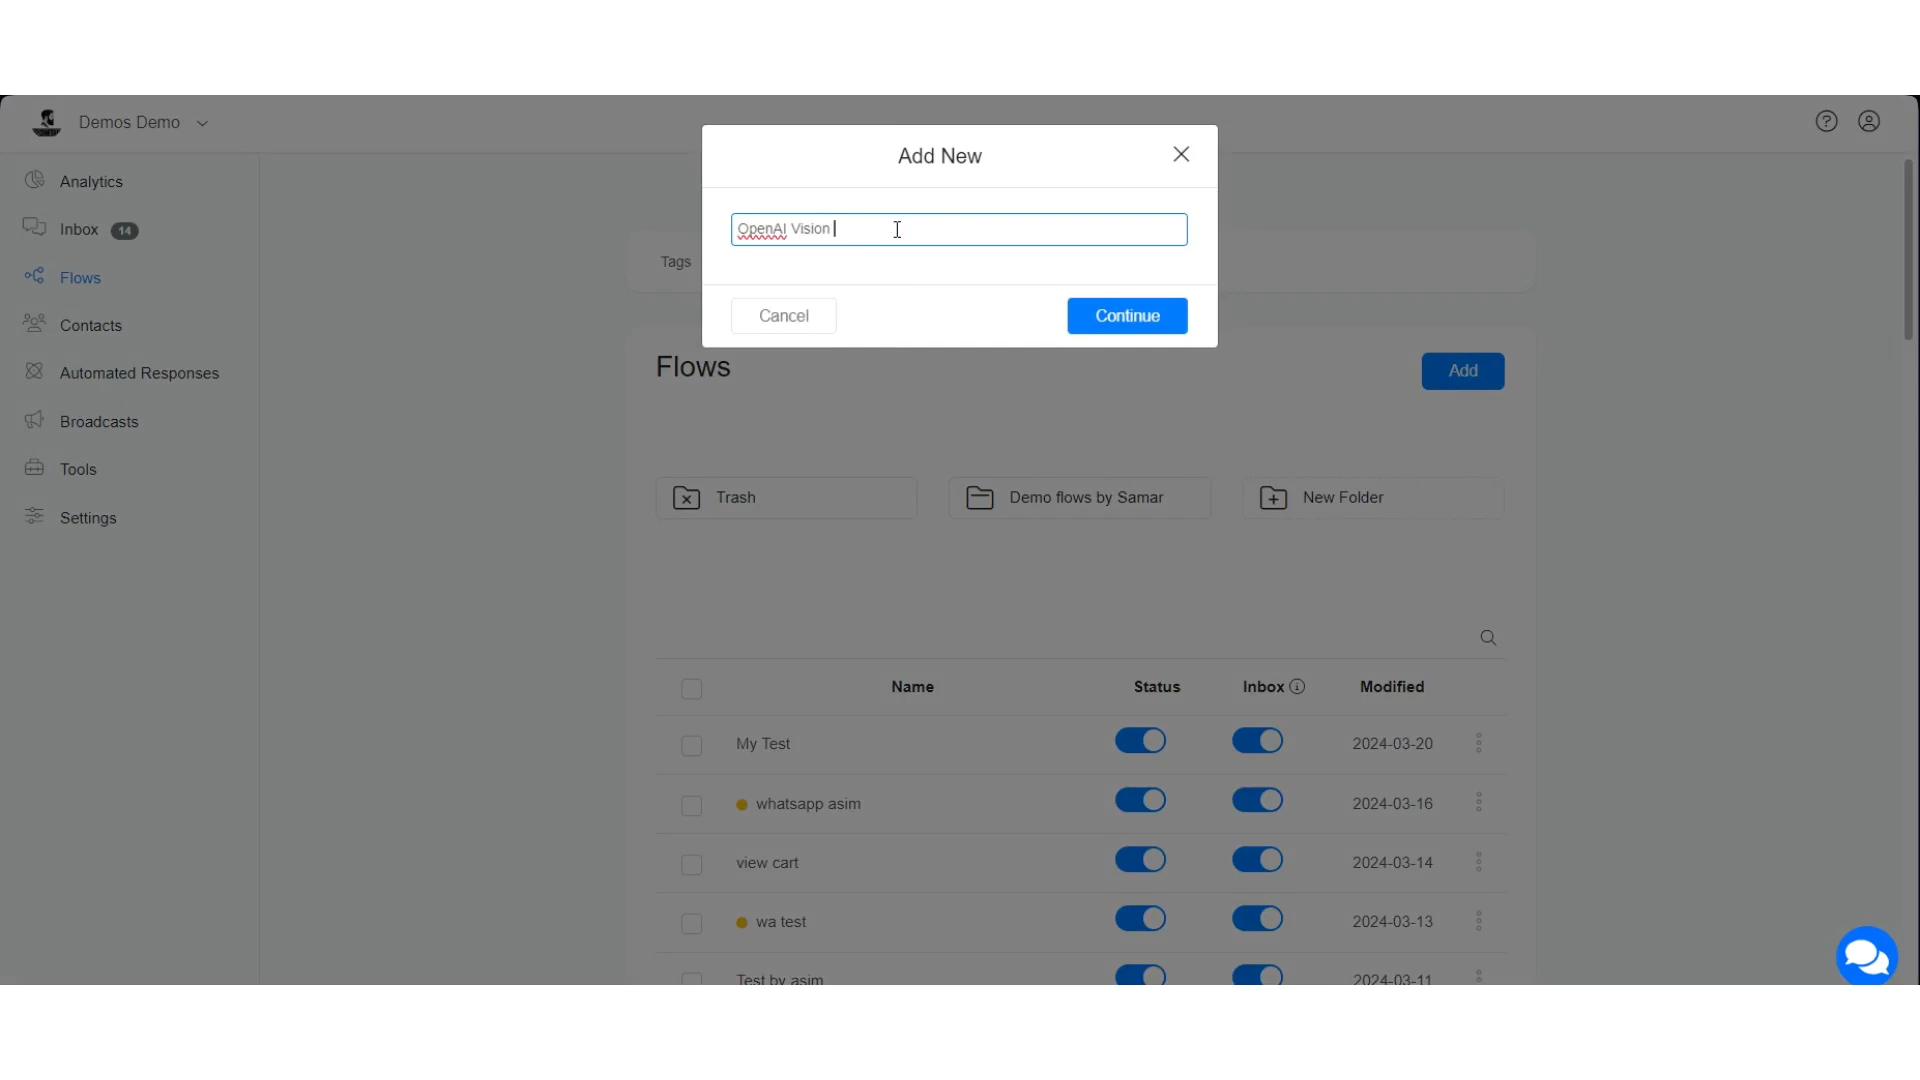 Demos Demo
Add New
Analytics
Inbox 14
OpenAI Vision
Tags
Flows
Contacts
Cancel
Continue
Automated Responses
Flows
Add
Broadcasts
Tools
Trash
Demo flows by Samar
New Folder
Settings
Name Status Inbox Modified
My Test 2024-03-20
whatsapp asim 2024-03-16
view cart 2024-03-14
wa test 2024-03-13
Test by asim 2024-03-11